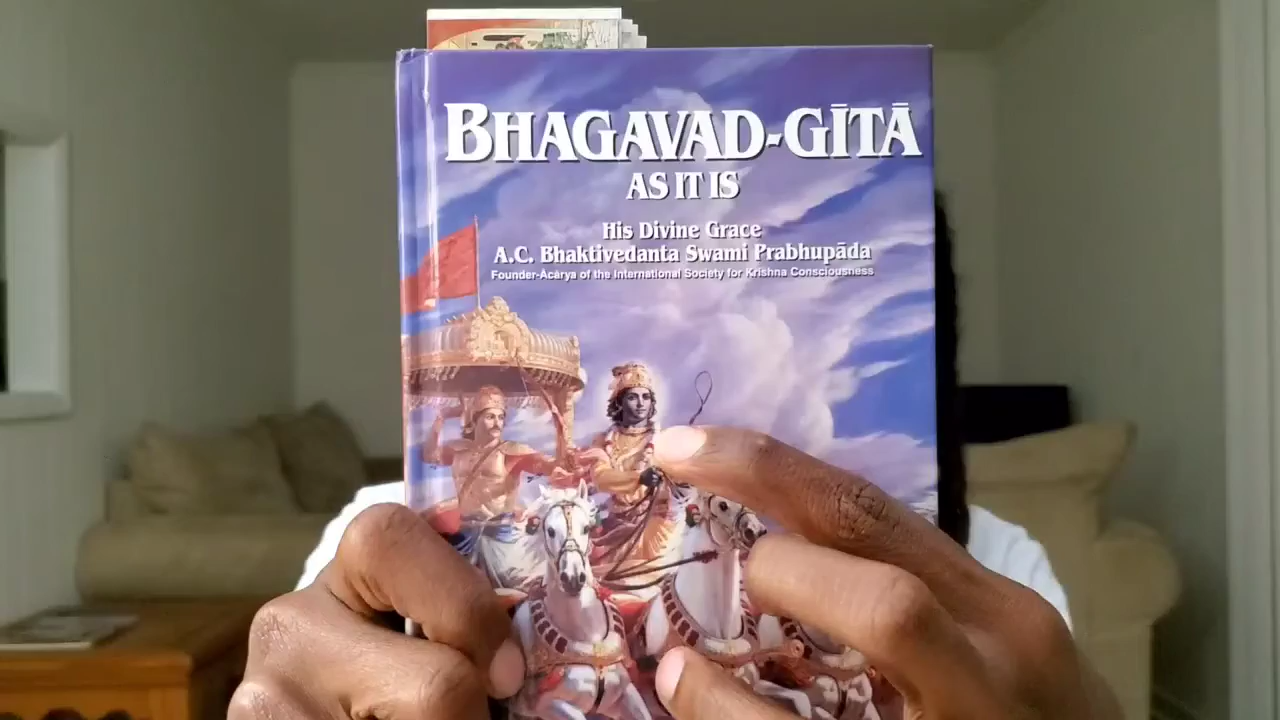 BHAGAVAD-GĪTĀ
AS IT IS
His Divine Grace
A.C. Bhaktivedanta Swami Prabhupāda
Founder-Acārya of the International Society for Krishna Consciousness